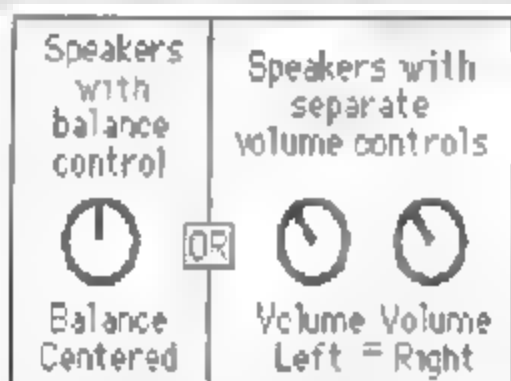 Speakers
with
balance
control
Balance
Centered
OR
Speakers with
separate
volume controls
Volume Volume
Left = Right